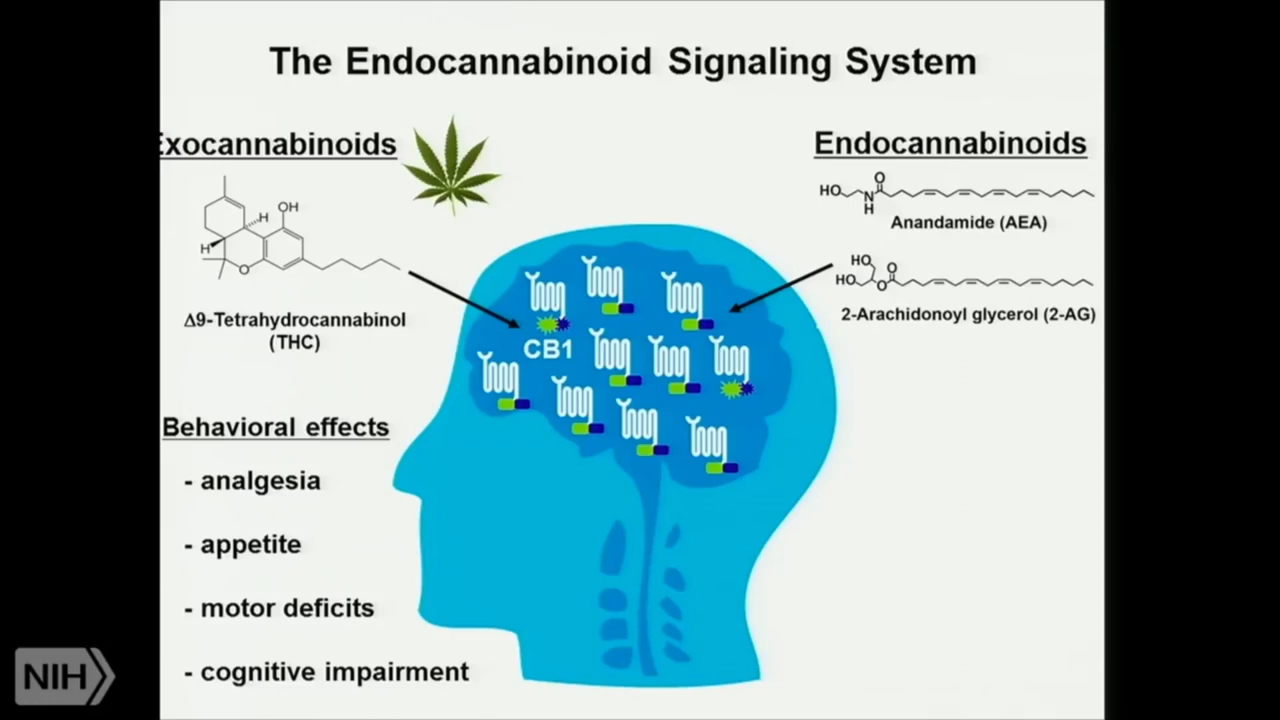 The Endocannabinoid Signaling System
Exocannabinoids
OH
H
H
O
Δ9-Tetrahydrocannabinol
(THC)
Endocannabinoids
O
HO
N
H
Anandamide (AEA)
HO
O
HO
O
2-Arachidonoyl glycerol (2-AG)
CB1
Behavioral effects
- analgesia
- appetite
- motor deficits
- cognitive impairment
NIH